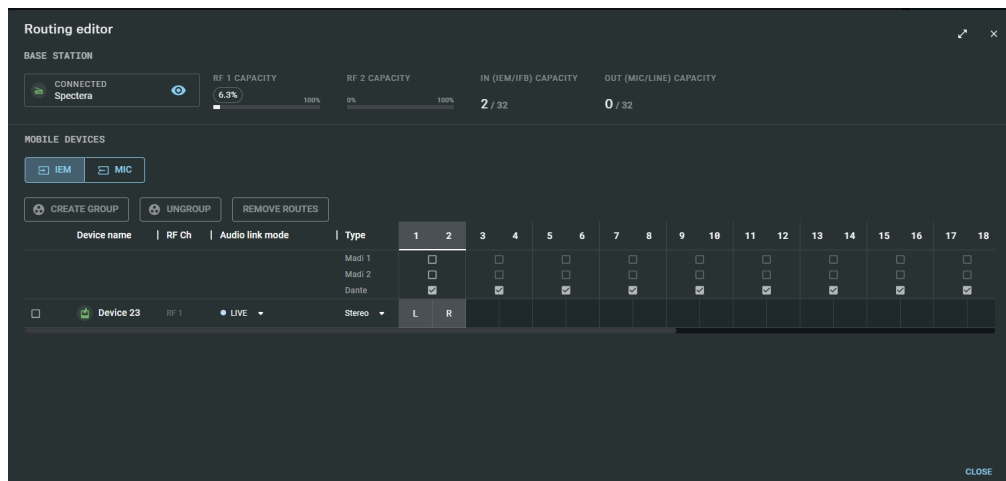 Routing editor
BASE STATION
CONNECTED
Spectera
RF 1 CAPACITY
6.3%
100%
RF 2 CAPACITY
0%
100%
IN (IEM/IFB) CAPACITY
2 / 32
OUT (MIC/LINE) CAPACITY
0 / 32
MOBILE DEVICES
IEM MIC
CREATE GROUP UNGROUP REMOVE ROUTES
Device name RF Ch Audio link mode Type 1 2 3 4 5 6 7 8 9 10 11 12 13 14 15 16 17 18
Madi 1
Madi 2
Dante
Device 23 RF 1 LIVE Stereo L R
CLOSE